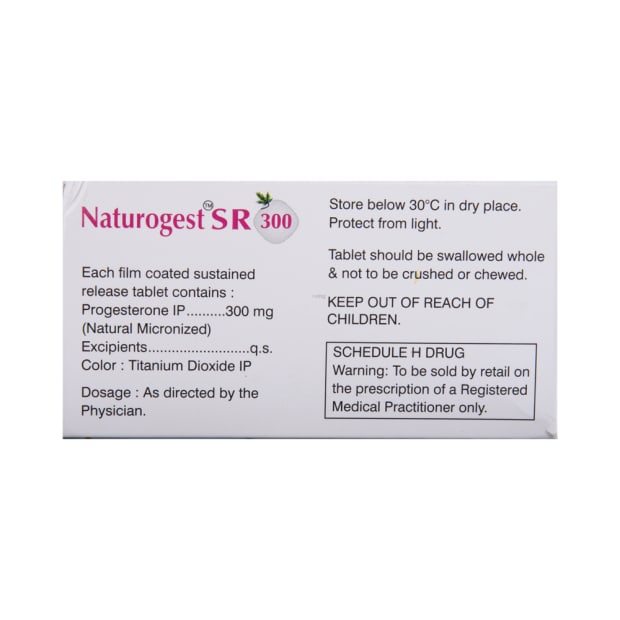 Naturogest™ SR 300
Each film coated sustained
release tablet contains :
Progesterone IP..........300 mg
(Natural Micronized)
Excipients..........................q.s.
Color : Titanium Dioxide IP
Dosage : As directed by the
Physician.
Store below 30°C in dry place.
Protect from light.
Tablet should be swallowed whole
& not to be crushed or chewed.
KEEP OUT OF REACH OF
CHILDREN.
SCHEDULE H DRUG
Warning: To be sold by retail on
the prescription of a Registered
Medical Practitioner only.